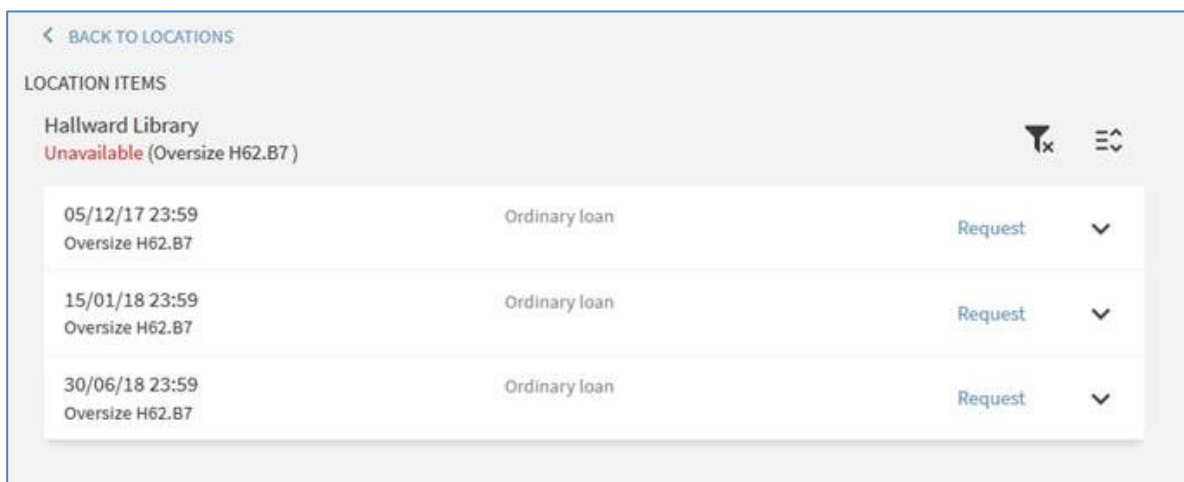 BACK TO LOCATIONS
LOCATION ITEMS
Hallward Library
Unavailable (Oversize H62.B7 )
05/12/17 23:59 Ordinary loan Request
Oversize H62.B7
15/01/18 23:59 Ordinary loan Request
Oversize H62.B7
30/06/18 23:59 Ordinary loan Request
Oversize H62.B7